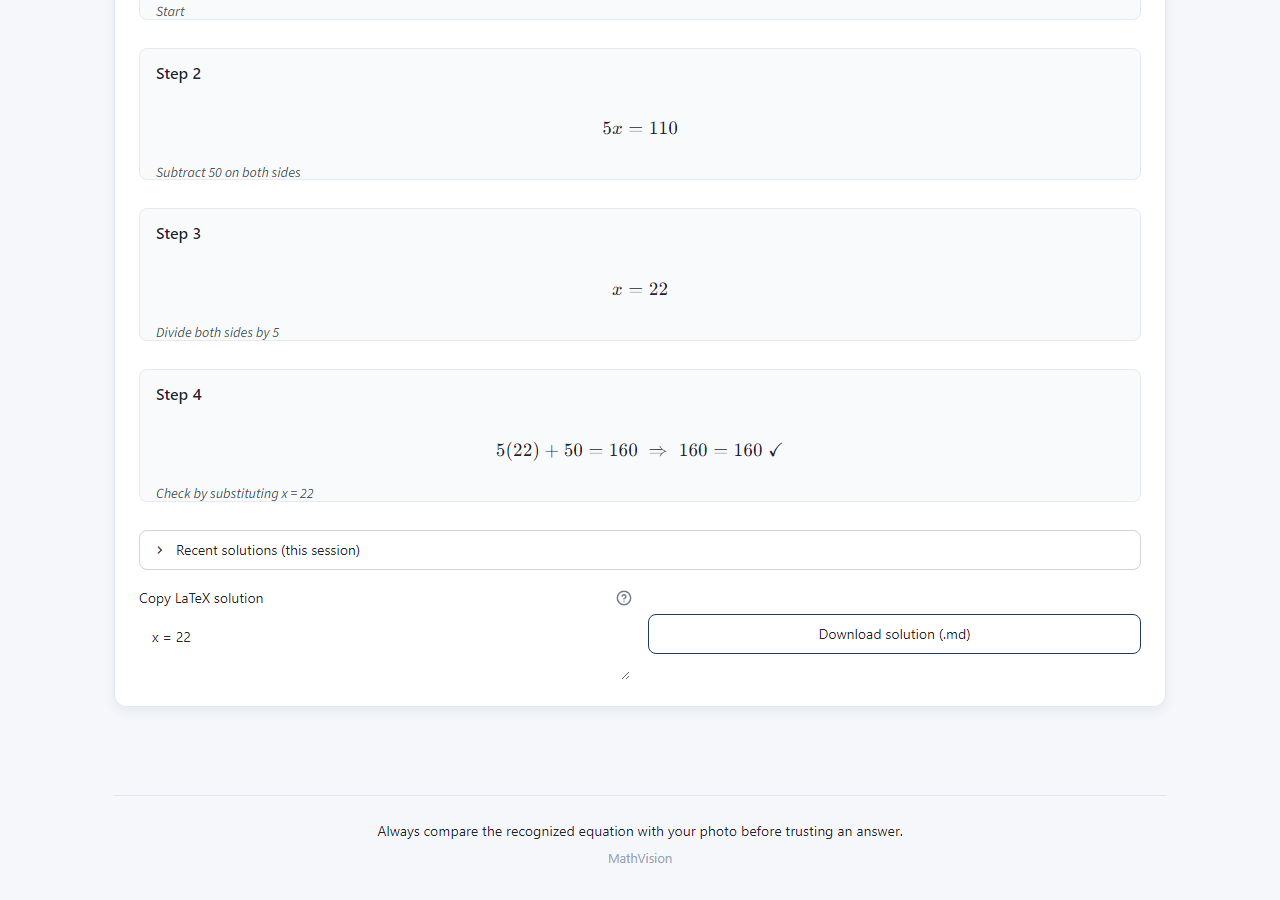 Start
Step 2
5x = 110
Subtract 50 on both sides
Step 3
x = 22
Divide both sides by 5
Step 4
5(22) + 50 = 160 ⇒ 160 = 160 ✓
Check by substituting x = 22
Recent solutions (this session)
Copy LaTeX solution
x = 22
Download solution (.md)
Always compare the recognized equation with your photo before trusting an answer.
MathVision